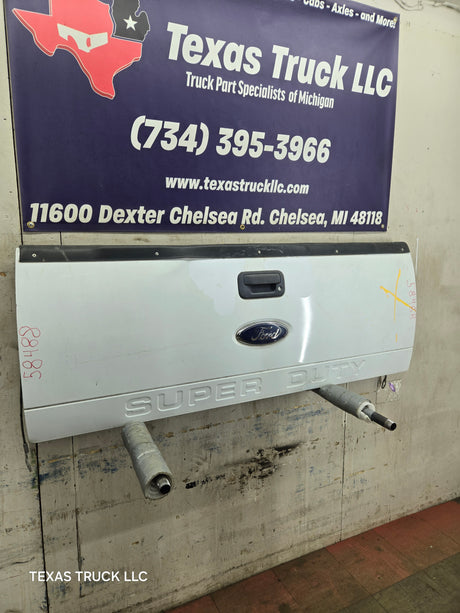 Cabs - Axles - and More!
Texas Truck LLC
Truck Part Specialists of Michigan
(734) 395-3966
www.texastruckllc.com
11600 Dexter Chelsea Rd. Chelsea, MI 48118
58488
Ford
SUPER DUTY
TEXAS TRUCK LLC